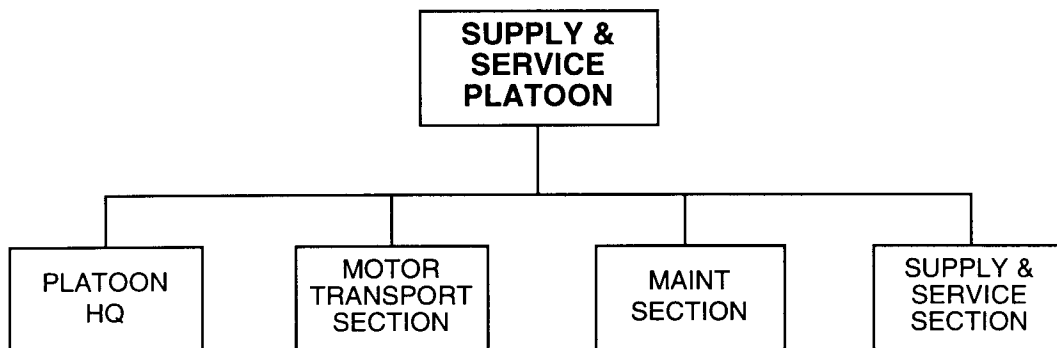 SUPPLY &
SERVICE
PLATOON
PLATOON
HQ
MOTOR
TRANSPORT
SECTION
MAINT
SECTION
SUPPLY &
SERVICE
SECTION